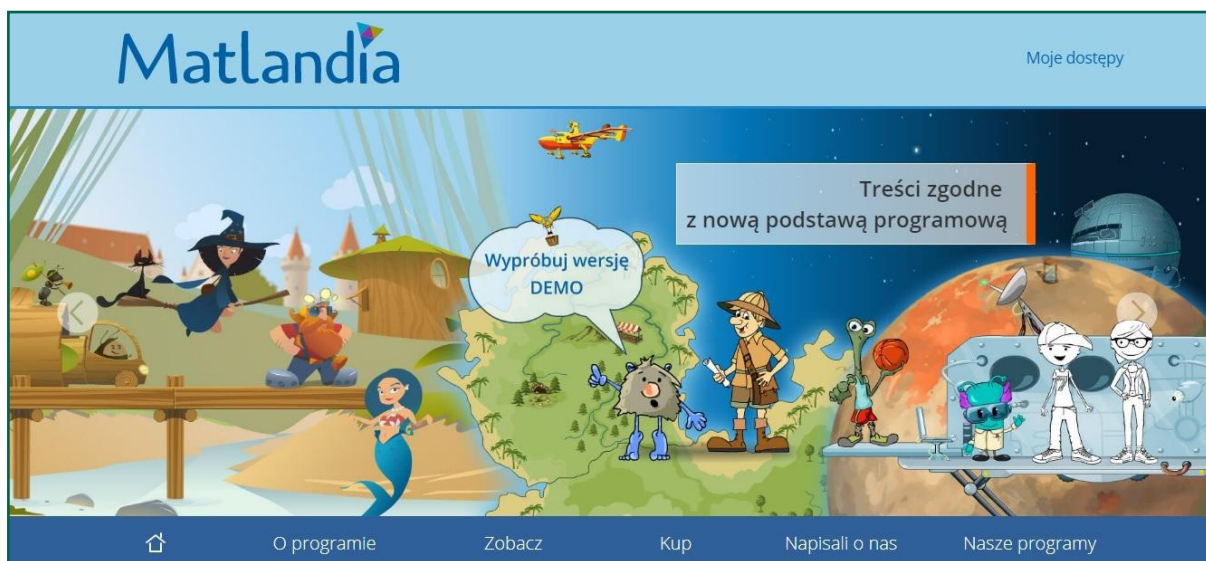 Matlandia
Moje dostępy
Treści zgodne
z nową podstawą programową
Wypróbuj wersję
DEMO
O programie
Zobacz
Kup
Napisali o nas
Nasze programy